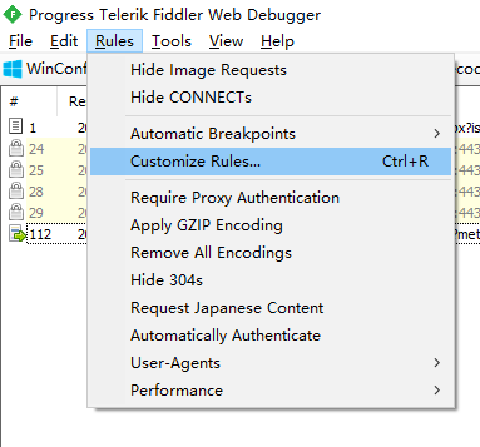 Progress Telerik Fiddler Web Debugger
File Edit Rules Tools View Help
WinConf
Hide Image Requests
Hide CONNECTs
Automatic Breakpoints
Customize Rules... Ctrl+R
Require Proxy Authentication
Apply GZIP Encoding
Remove All Encodings
Hide 304s
Request Japanese Content
Automatically Authenticate
User-Agents
Performance
coo
# Re
1 20 ox?is
24 20 :443
25 20 :443
28 20 :443
29 20 :443
112 20 ?met